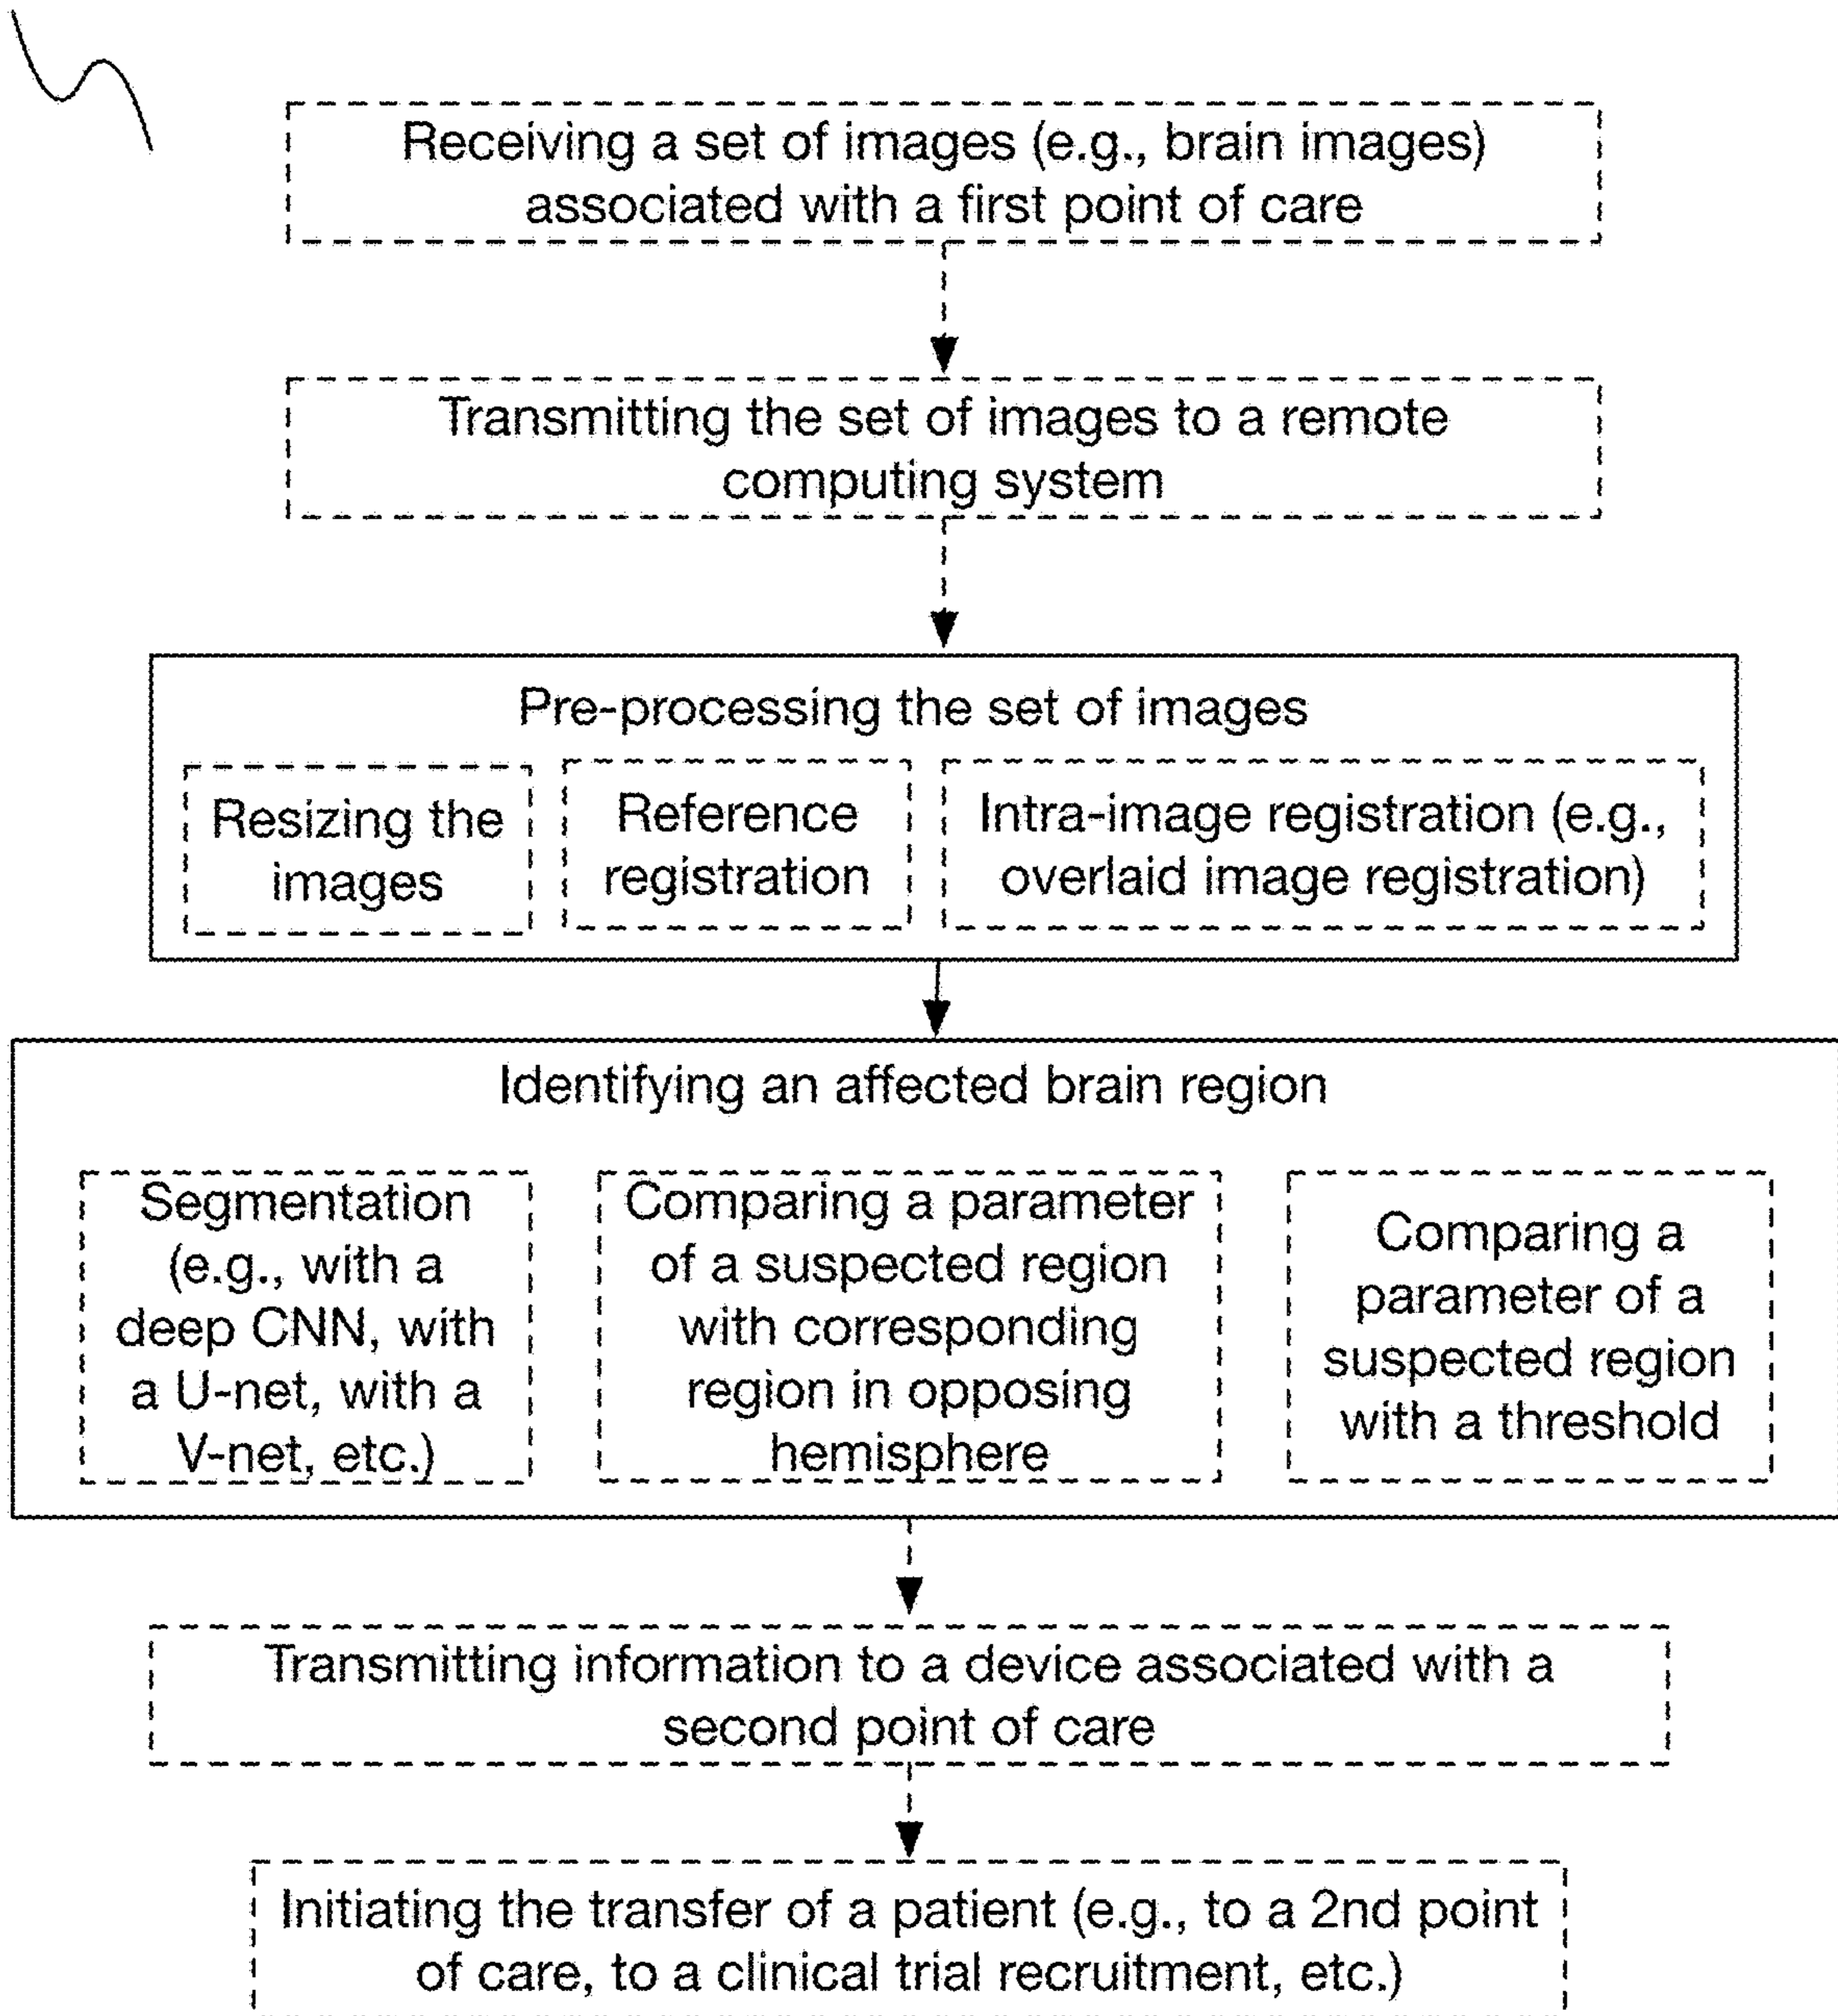 Receiving a set of images (e.g., brain images)
associated with a first point of care
Transmitting the set of images to a remote
computing system
Pre-processing the set of images
Resizing the
images
Reference
registration
Intra-image registration (e.g.,
overlaid image registration)
Identifying an affected brain region
Segmentation
(e.g., with a
deep CNN, with
a U-net, with a
V-net, etc.)
Comparing a parameter
of a suspected region
with corresponding
region in opposing
hemisphere
Comparing a
parameter of a
suspected region
with a threshold
Transmitting information to a device associated with a
second point of care
Initiating the transfer of a patient (e.g., to a 2nd point
of care, to a clinical trial recruitment, etc.)